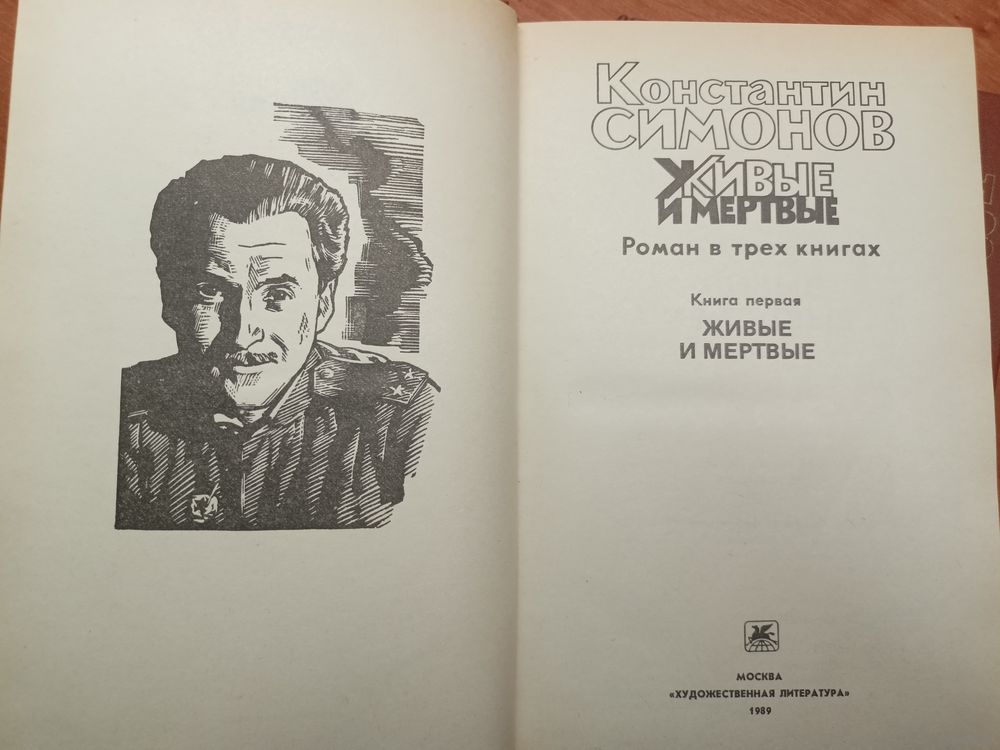 Константин
СИМОНОВ
ЖИВЫЕ
И МЕРТВЫЕ
Роман в трех книгах
Книга первая
ЖИВЫЕ
И МЕРТВЫЕ
МОСКВА
«ХУДОЖЕСТВЕННАЯ ЛИТЕРАТУРА»
1989